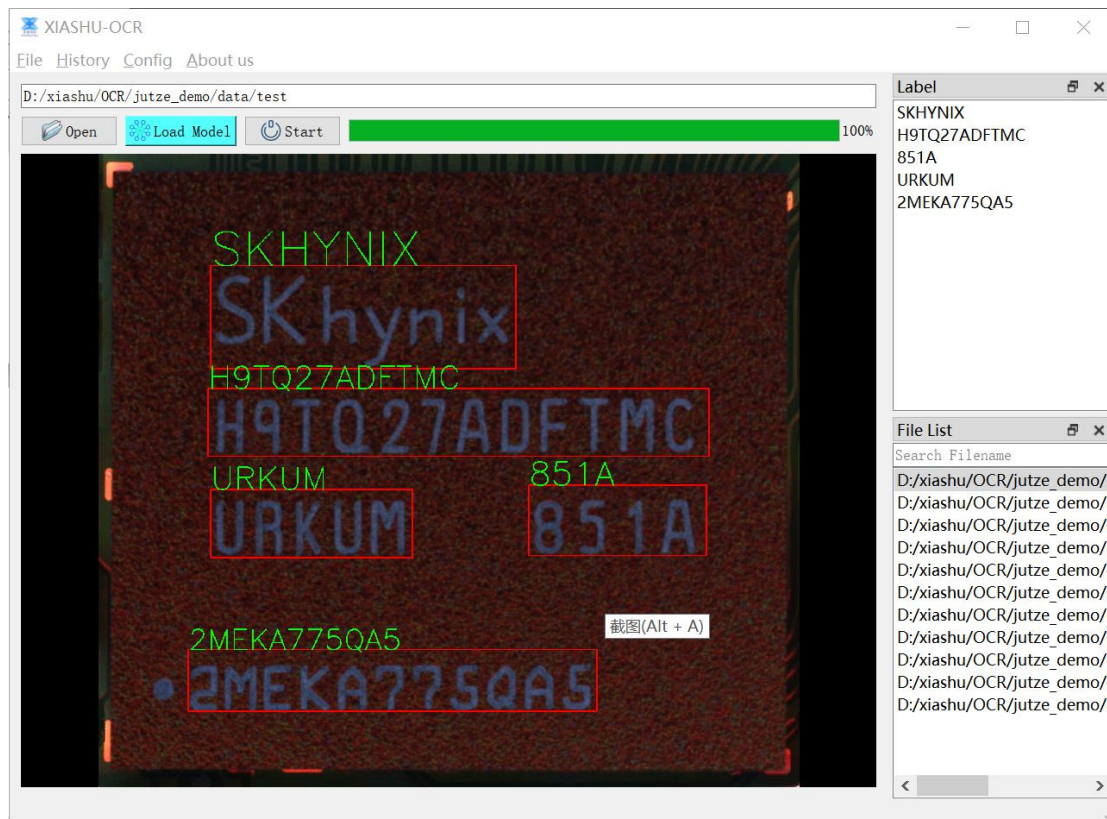 XIASHU-OCR
File History Config About us
D:/xiashu/OCR/jutze_demo/data/test
Open Load Model Start 100%
SKHYNIX
SKhynix
H9TQ27ADFTMC
H9TQ27ADFTMC
URKUM 851A
URKUM 851A
截图(Alt + A)
2MEKA775QA5
2MEKA775QA5
Label
SKHYNIX
H9TQ27ADFTMC
851A
URKUM
2MEKA775QA5
File List
Search Filename
D:/xiashu/OCR/jutze_demo/
D:/xiashu/OCR/jutze_demo/
D:/xiashu/OCR/jutze_demo/
D:/xiashu/OCR/jutze_demo/
D:/xiashu/OCR/jutze_demo/
D:/xiashu/OCR/jutze_demo/
D:/xiashu/OCR/jutze_demo/
D:/xiashu/OCR/jutze_demo/
D:/xiashu/OCR/jutze_demo/
D:/xiashu/OCR/jutze_demo/
D:/xiashu/OCR/jutze_demo/